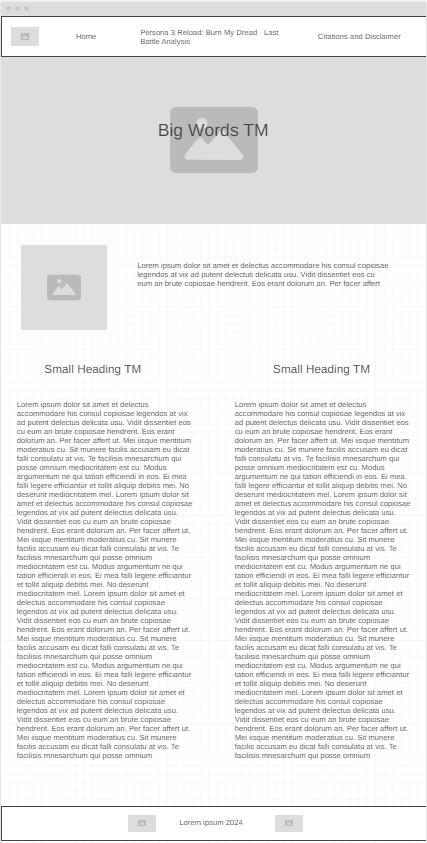 Home
Persona 3 Reload: Burn My Dread - Last
Battle Analysis
Citations and Disclaimer
Big Words TM
Lorem ipsum dolor sit amet et delectus accommodare his consul copiosae
legendos at vix ad putent delectus delicata usu. Vidit dissentiet eos cu
eum an brute copiosae hendrerit. Eos erant dolorum an. Per facer affert
Small Heading TM
Lorem ipsum dolor sit amet et delectus
accommodare his consul copiosae legendos at vix
ad putent delectus delicata usu. Vidit dissentiet eos
cu eum an brute copiosae hendrerit. Eos erant
dolorum an. Per facer affert ut. Mei iisque mentitum
moderatius cu. Sit munere facilis accusam eu dicat
falli consulatu at vis. Te facilisis mnesarchum qui
posse omnium mediocritatem est cu. Modus
argumentum ne qui tation efficiendi in eos. Ei mea
falli legere efficiantur et tollit aliquip debitis mei. No
deserunt mediocritatem mel. Lorem ipsum dolor sit
amet et delectus accommodare his consul copiosae
legendos at vix ad putent delectus delicata usu.
Vidit dissentiet eos cu eum an brute copiosae
hendrerit. Eos erant dolorum an. Per facer affert ut.
Mei iisque mentitum moderatius cu. Sit munere
facilis accusam eu dicat falli consulatu at vis. Te
facilisis mnesarchum qui posse omnium
mediocritatem est cu. Modus argumentum ne qui
tation efficiendi in eos. Ei mea falli legere efficiantur
et tollit aliquip debitis mei. No deserunt
mediocritatem mel. Lorem ipsum dolor sit amet et
delectus accommodare his consul copiosae
legendos at vix ad putent delectus delicata usu.
Vidit dissentiet eos cu eum an brute copiosae
hendrerit. Eos erant dolorum an. Per facer affert ut.
Mei iisque mentitum moderatius cu. Sit munere
facilis accusam eu dicat falli consulatu at vis. Te
facilisis mnesarchum qui posse omnium
mediocritatem est cu. Modus argumentum ne qui
tation efficiendi in eos. Ei mea falli legere efficiantur
et tollit aliquip debitis mei. No deserunt
mediocritatem mel. Lorem ipsum dolor sit amet et
delectus accommodare his consul copiosae
legendos at vix ad putent delectus delicata usu.
Vidit dissentiet eos cu eum an brute copiosae
hendrerit. Eos erant dolorum an. Per facer affert ut.
Mei iisque mentitum moderatius cu. Sit munere
facilis accusam eu dicat falli consulatu at vis. Te
facilisis mnesarchum qui posse omnium
Small Heading TM
Lorem ipsum dolor sit amet et delectus
accommodare his consul copiosae legendos at vix
ad putent delectus delicata usu. Vidit dissentiet eos
cu eum an brute copiosae hendrerit. Eos erant
dolorum an. Per facer affert ut. Mei iisque mentitum
moderatius cu. Sit munere facilis accusam eu dicat
falli consulatu at vis. Te facilisis mnesarchum qui
posse omnium mediocritatem est cu. Modus
argumentum ne qui tation efficiendi in eos. Ei mea
falli legere efficiantur et tollit aliquip debitis mei. No
deserunt mediocritatem mel. Lorem ipsum dolor sit
amet et delectus accommodare his consul copiosae
legendos at vix ad putent delectus delicata usu.
Vidit dissentiet eos cu eum an brute copiosae
hendrerit. Eos erant dolorum an. Per facer affert ut.
Mei iisque mentitum moderatius cu. Sit munere
facilis accusam eu dicat falli consulatu at vis. Te
facilisis mnesarchum qui posse omnium
mediocritatem est cu. Modus argumentum ne qui
tation efficiendi in eos. Ei mea falli legere efficiantur
et tollit aliquip debitis mei. No deserunt
mediocritatem mel. Lorem ipsum dolor sit amet et
delectus accommodare his consul copiosae
legendos at vix ad putent delectus delicata usu.
Vidit dissentiet eos cu eum an brute copiosae
hendrerit. Eos erant dolorum an. Per facer affert ut.
Mei iisque mentitum moderatius cu. Sit munere
facilis accusam eu dicat falli consulatu at vis. Te
facilisis mnesarchum qui posse omnium
mediocritatem est cu. Modus argumentum ne qui
tation efficiendi in eos. Ei mea falli legere efficiantur
et tollit aliquip debitis mei. No deserunt
mediocritatem mel. Lorem ipsum dolor sit amet et
delectus accommodare his consul copiosae
legendos at vix ad putent delectus delicata usu.
Vidit dissentiet eos cu eum an brute copiosae
hendrerit. Eos erant dolorum an. Per facer affert ut.
Mei iisque mentitum moderatius cu. Sit munere
facilis accusam eu dicat falli consulatu at vis. Te
facilisis mnesarchum qui posse omnium
Lorem ipsum 2024